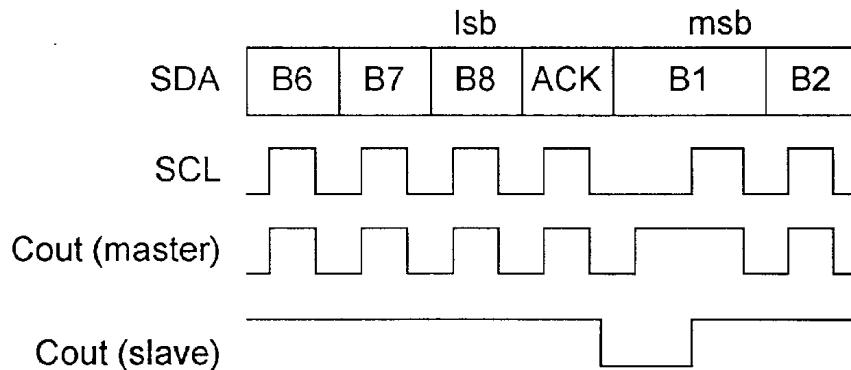 lsb msb
SDA B6 B7 B8 ACK B1 B2
SCL
Cout (master)
Cout (slave)